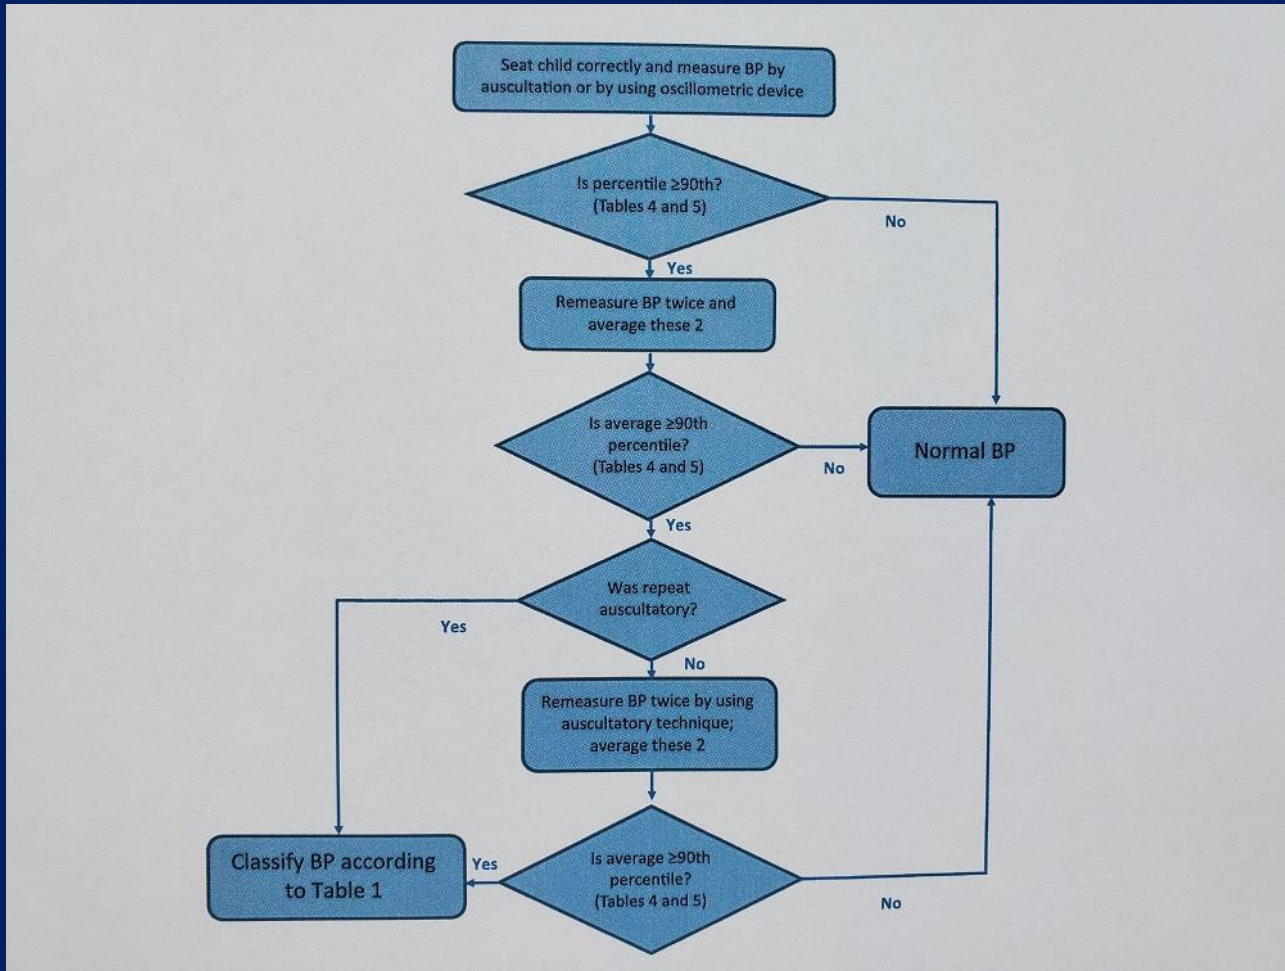 Seat child correctly and measure BP by
auscultation or by using oscillometric device
Is percentile ≥90th?
(Tables 4 and 5)
No
Yes
Remeasure BP twice and
average these 2
Is average ≥90th
percentile?
(Tables 4 and 5)
Normal BP
No
Yes
Was repeat
auscultatory?
Yes
No
Remeasure BP twice by using
auscultatory technique;
average these 2
Classify BP according
to Table 1
Yes
Is average ≥90th
percentile?
(Tables 4 and 5)
No